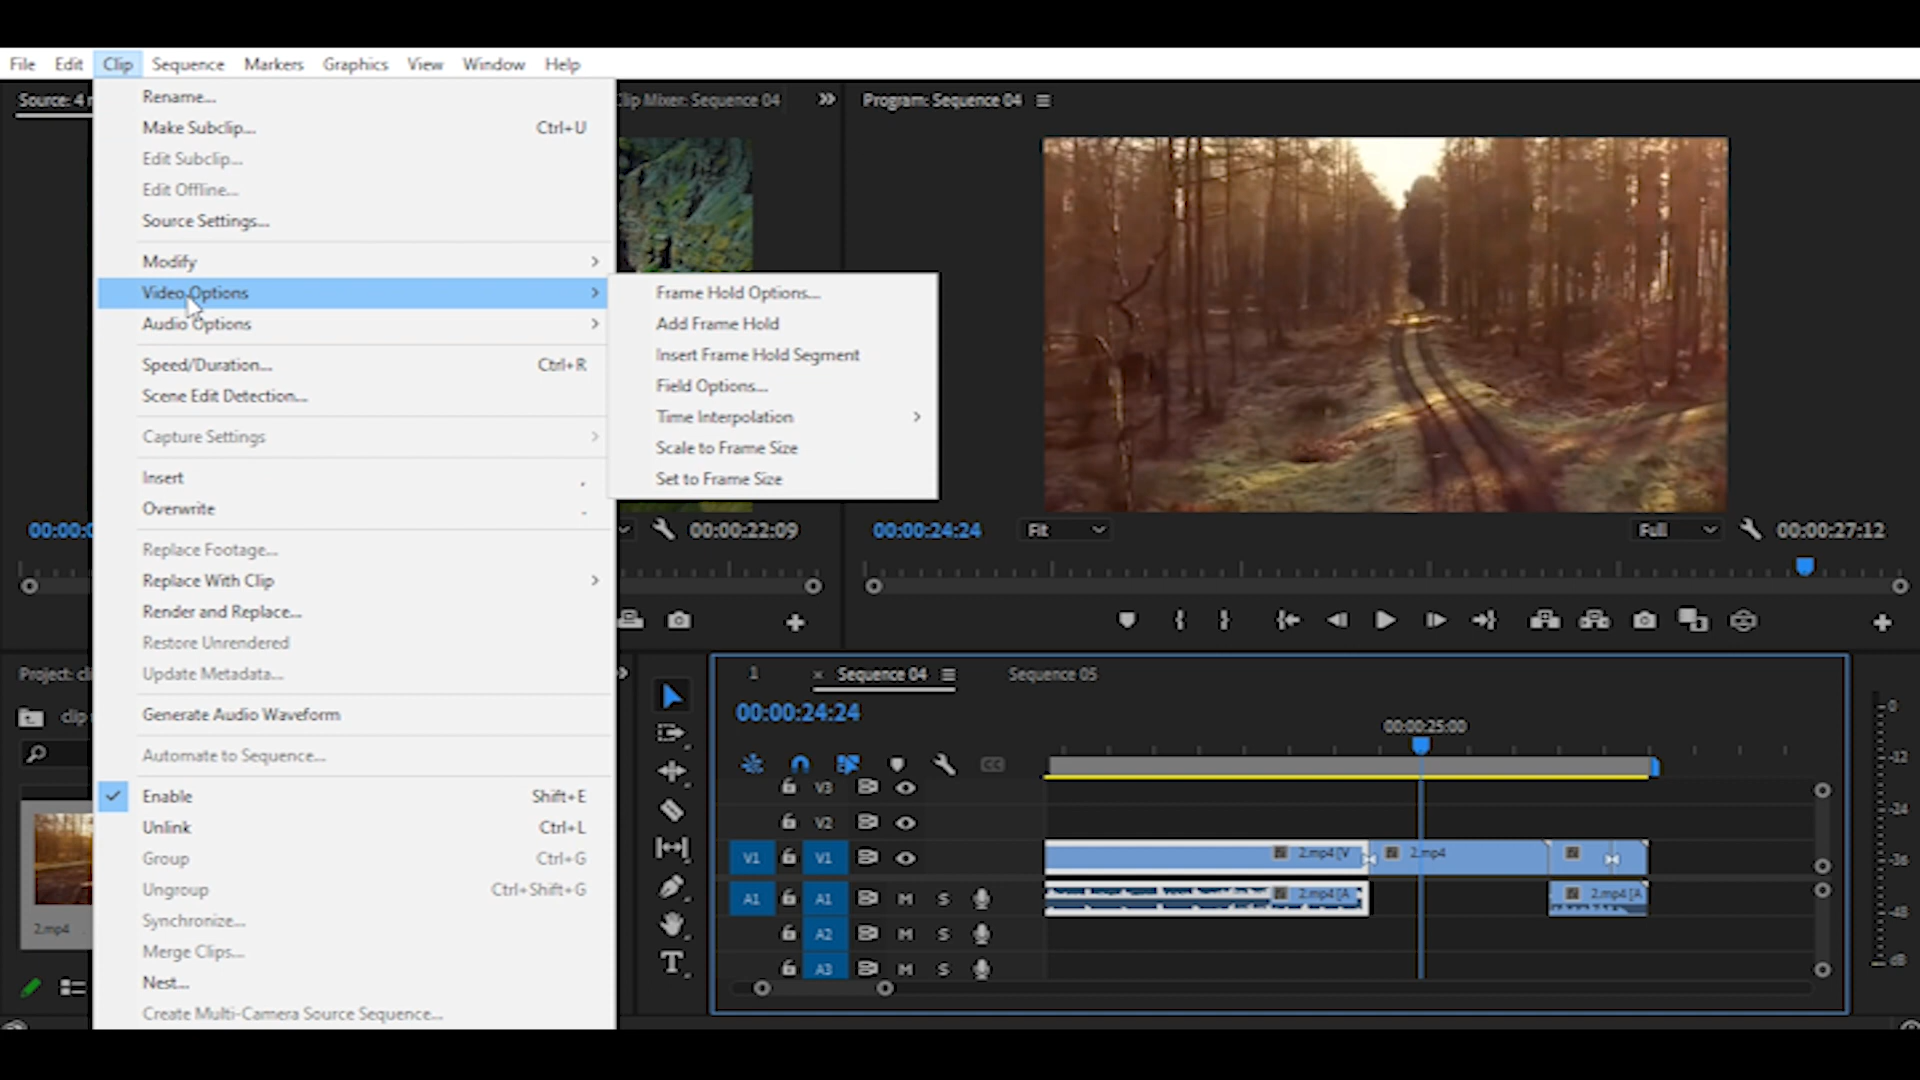 File Edit Clip Sequence Markers Graphics View Window Help
Source: 4
Clip Mixer: Sequence 04
Program: Sequence 04
Rename...
Make Subclip... Ctrl+U
Edit Subclip...
Edit Offline...
Source Settings...
Modify
Video Options
Audio Options
Speed/Duration... Ctrl+R
Scene Edit Detection...
Capture Settings
Insert ,
Overwrite .
Replace Footage...
Replace With Clip
Render and Replace...
Restore Unrendered
Update Metadata...
Generate Audio Waveform
Automate to Sequence...
Enable Shift+E
Unlink Ctrl+L
Group Ctrl+G
Ungroup Ctrl+Shift+G
Synchronize...
Merge Clips...
Nest...
Create Multi-Camera Source Sequence...
Frame Hold Options...
Add Frame Hold
Insert Frame Hold Segment
Field Options...
Time Interpolation
Scale to Frame Size
Set to Frame Size
00:00:0
00:00:22:09
00:00:24:24
Fit
Full
00:00:27:12
Project: cli
clip
2.mp4
1
× Sequence 04
Sequence 05
00:00:24:24
00:00:25:00
CC
V3
V2
V1 V1
A1 A1 M S
A2 M S
A3 M S
fx 2.mp4 [V
fx 2.mp4
fx
fx 2.mp4 [A
fx 2.mp4 [A
0
-12
-24
-36
-48
dB